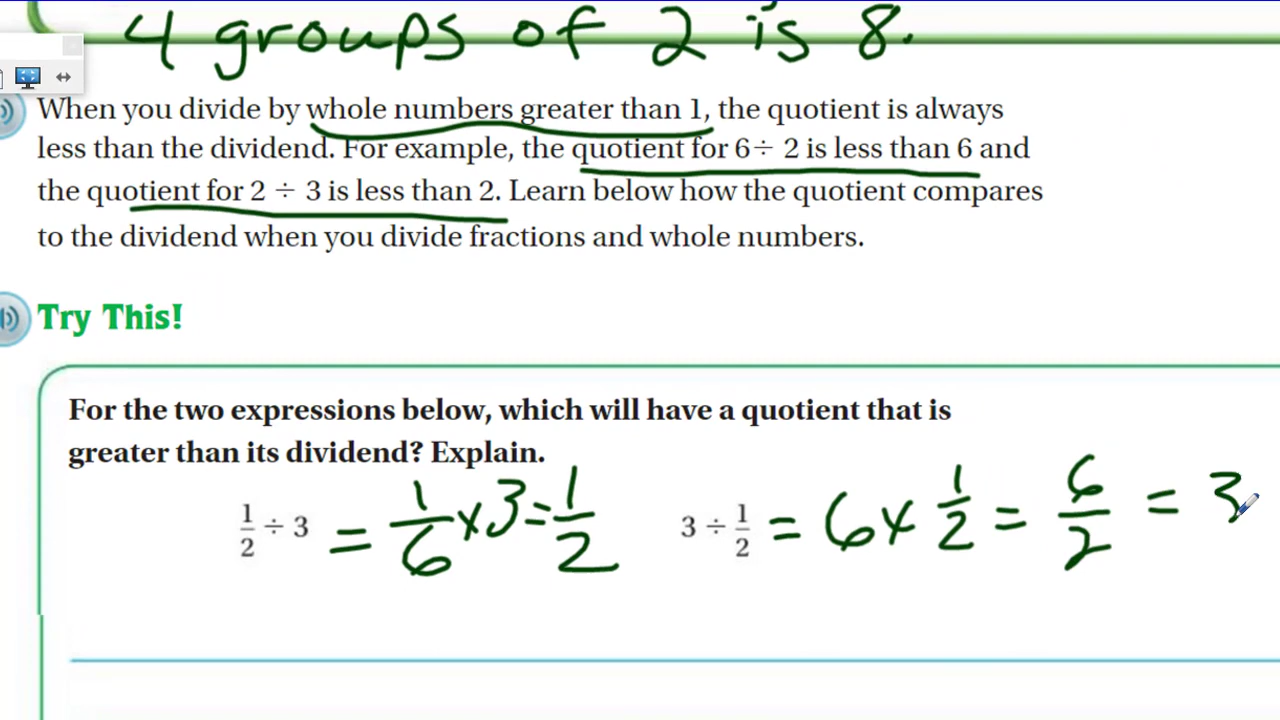 4 groups of 2 is 8.
When you divide by whole numbers greater than 1, the quotient is always
less than the dividend. For example, the quotient for 6÷ 2 is less than 6 and
the quotient for 2 ÷ 3 is less than 2. Learn below how the quotient compares
to the dividend when you divide fractions and whole numbers.
Try This!
For the two expressions below, which will have a quotient that is
greater than its dividend? Explain.
1/2 ÷ 3 = 1/6 x 3 = 1/2 3 ÷ 1/2 = 6 x 1/2 = 6/2 = 3